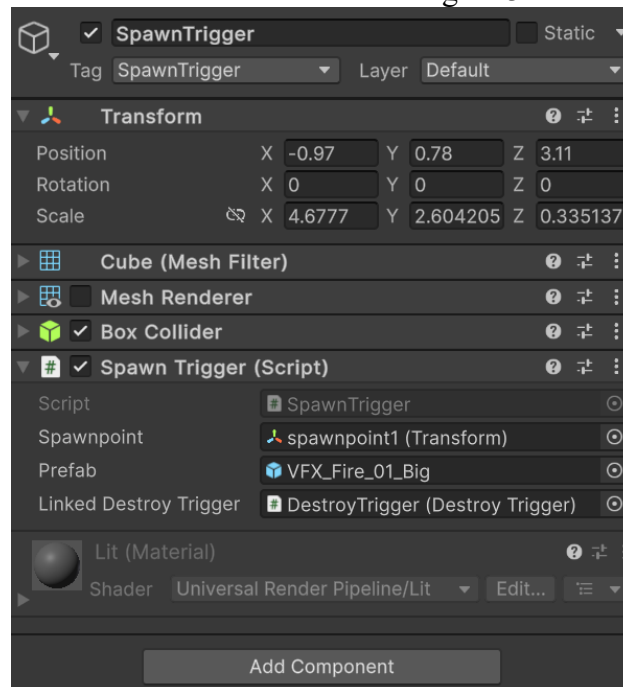 SpawnTrigger Static
Tag SpawnTrigger Layer Default
Transform
Position X -0.97 Y 0.78 Z 3.11
Rotation X 0 Y 0 Z 0
Scale X 4.6777 Y 2.604205 Z 0.335137
Cube (Mesh Filter)
Mesh Renderer
Box Collider
# Spawn Trigger (Script)
Script # SpawnTrigger
Spawnpoint spawnpoint1 (Transform)
Prefab VFX_Fire_01_Big
Linked Destroy Trigger # DestroyTrigger (Destroy Trigger)
Lit (Material)
Shader Universal Render Pipeline/Lit Edit...
Add Component